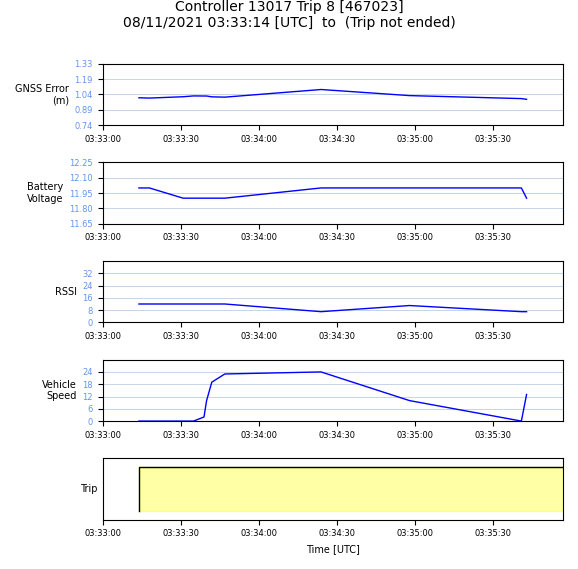 Controller 13017 Trip 8 [467023]
08/11/2021 03:33:14 [UTC]  to  (Trip not ended)
GNSS Error
(m)
1.33
1.19
1.04
0.89
0.74
03:33:00 03:33:30 03:34:00 03:34:30 03:35:00 03:35:30
Battery
Voltage
12.25
12.10
11.95
11.80
11.65
03:33:00 03:33:30 03:34:00 03:34:30 03:35:00 03:35:30
RSSI
32
24
16
8
0
03:33:00 03:33:30 03:34:00 03:34:30 03:35:00 03:35:30
Vehicle
Speed
24
18
12
6
0
03:33:00 03:33:30 03:34:00 03:34:30 03:35:00 03:35:30
Trip
03:33:00 03:33:30 03:34:00 03:34:30 03:35:00 03:35:30
Time [UTC]